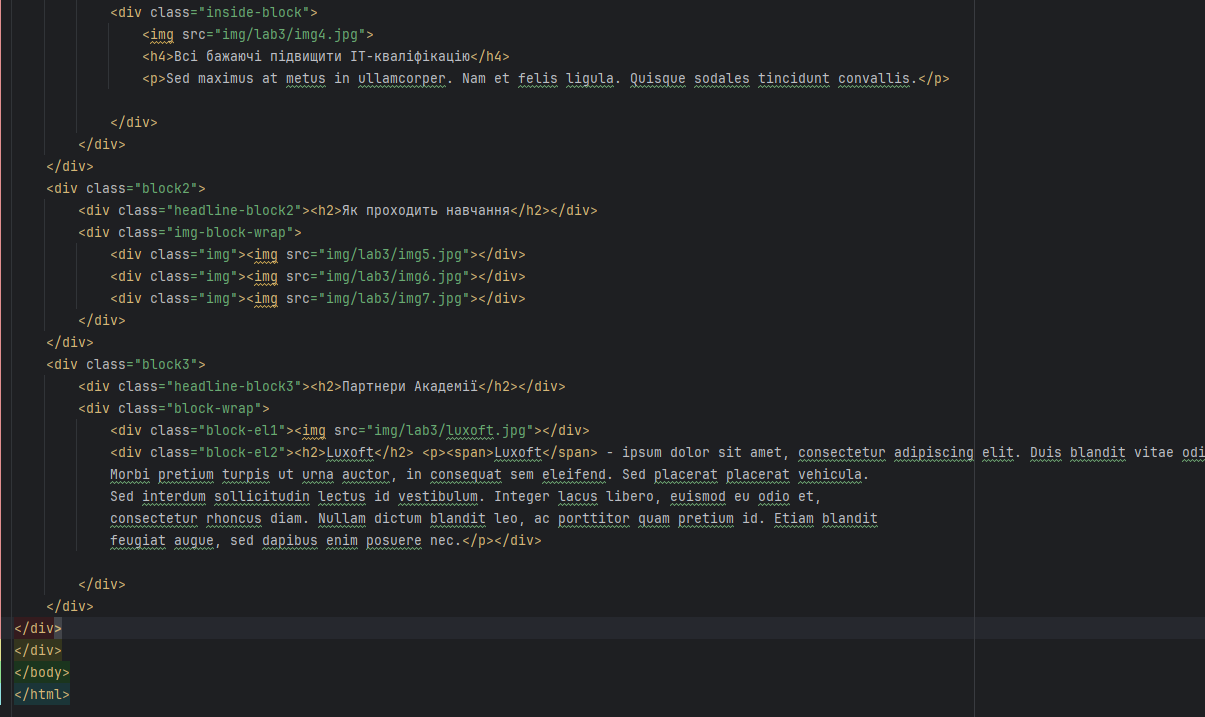 <div class="inside-block">
<img src="img/lab3/img4.jpg">
<h4>Всі бажаючі підвищити ІТ-кваліфікацію</h4>
<p>Sed maximus at metus in ullamcorper. Nam et felis ligula. Quisque sodales tincidunt convallis.</p>
</div>
</div>
</div>
<div class="block2">
<div class="headline-block2"><h2>Як проходить навчання</h2></div>
<div class="img-block-wrap">
<div class="img"><img src="img/lab3/img5.jpg"></div>
<div class="img"><img src="img/lab3/img6.jpg"></div>
<div class="img"><img src="img/lab3/img7.jpg"></div>
</div>
</div>
<div class="block3">
<div class="headline-block3"><h2>Партнери Академії</h2></div>
<div class="block-wrap">
<div class="block-el1"><img src="img/lab3/luxoft.jpg"></div>
<div class="block-el2"><h2>Luxoft</h2> <p><span>Luxoft</span> - ipsum dolor sit amet, consectetur adipiscing elit. Duis blandit vitae odi
Morbi pretium turpis ut urna auctor, in consequat sem eleifend. Sed placerat placerat vehicula.
Sed interdum sollicitudin lectus id vestibulum. Integer lacus libero, euismod eu odio et,
consectetur rhoncus diam. Nullam dictum blandit leo, ac porttitor quam pretium id. Etiam blandit
feugiat augue, sed dapibus enim posuere nec.</p></div>
</div>
</div>
</div>
</div>
</body>
</html>